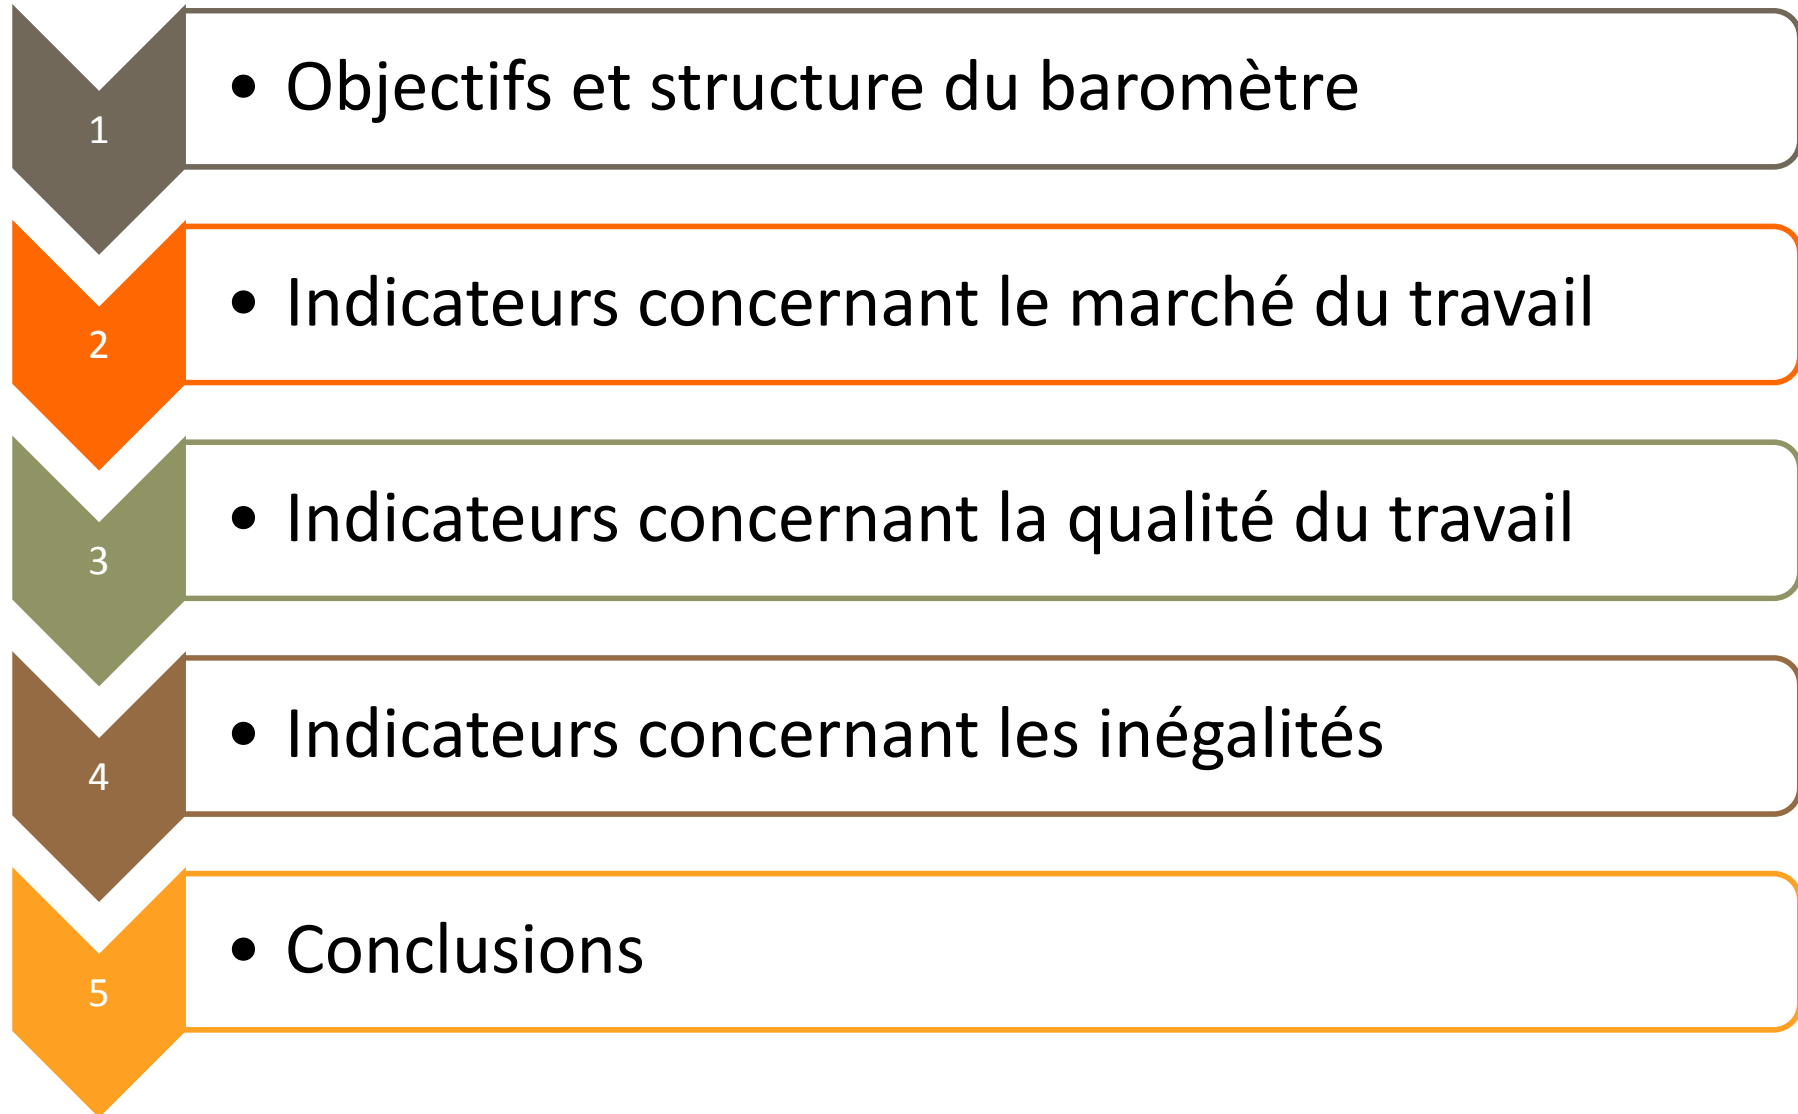 1
• Objectifs et structure du baromètre
2
• Indicateurs concernant le marché du travail
3
• Indicateurs concernant la qualité du travail
4
• Indicateurs concernant les inégalités
5
• Conclusions